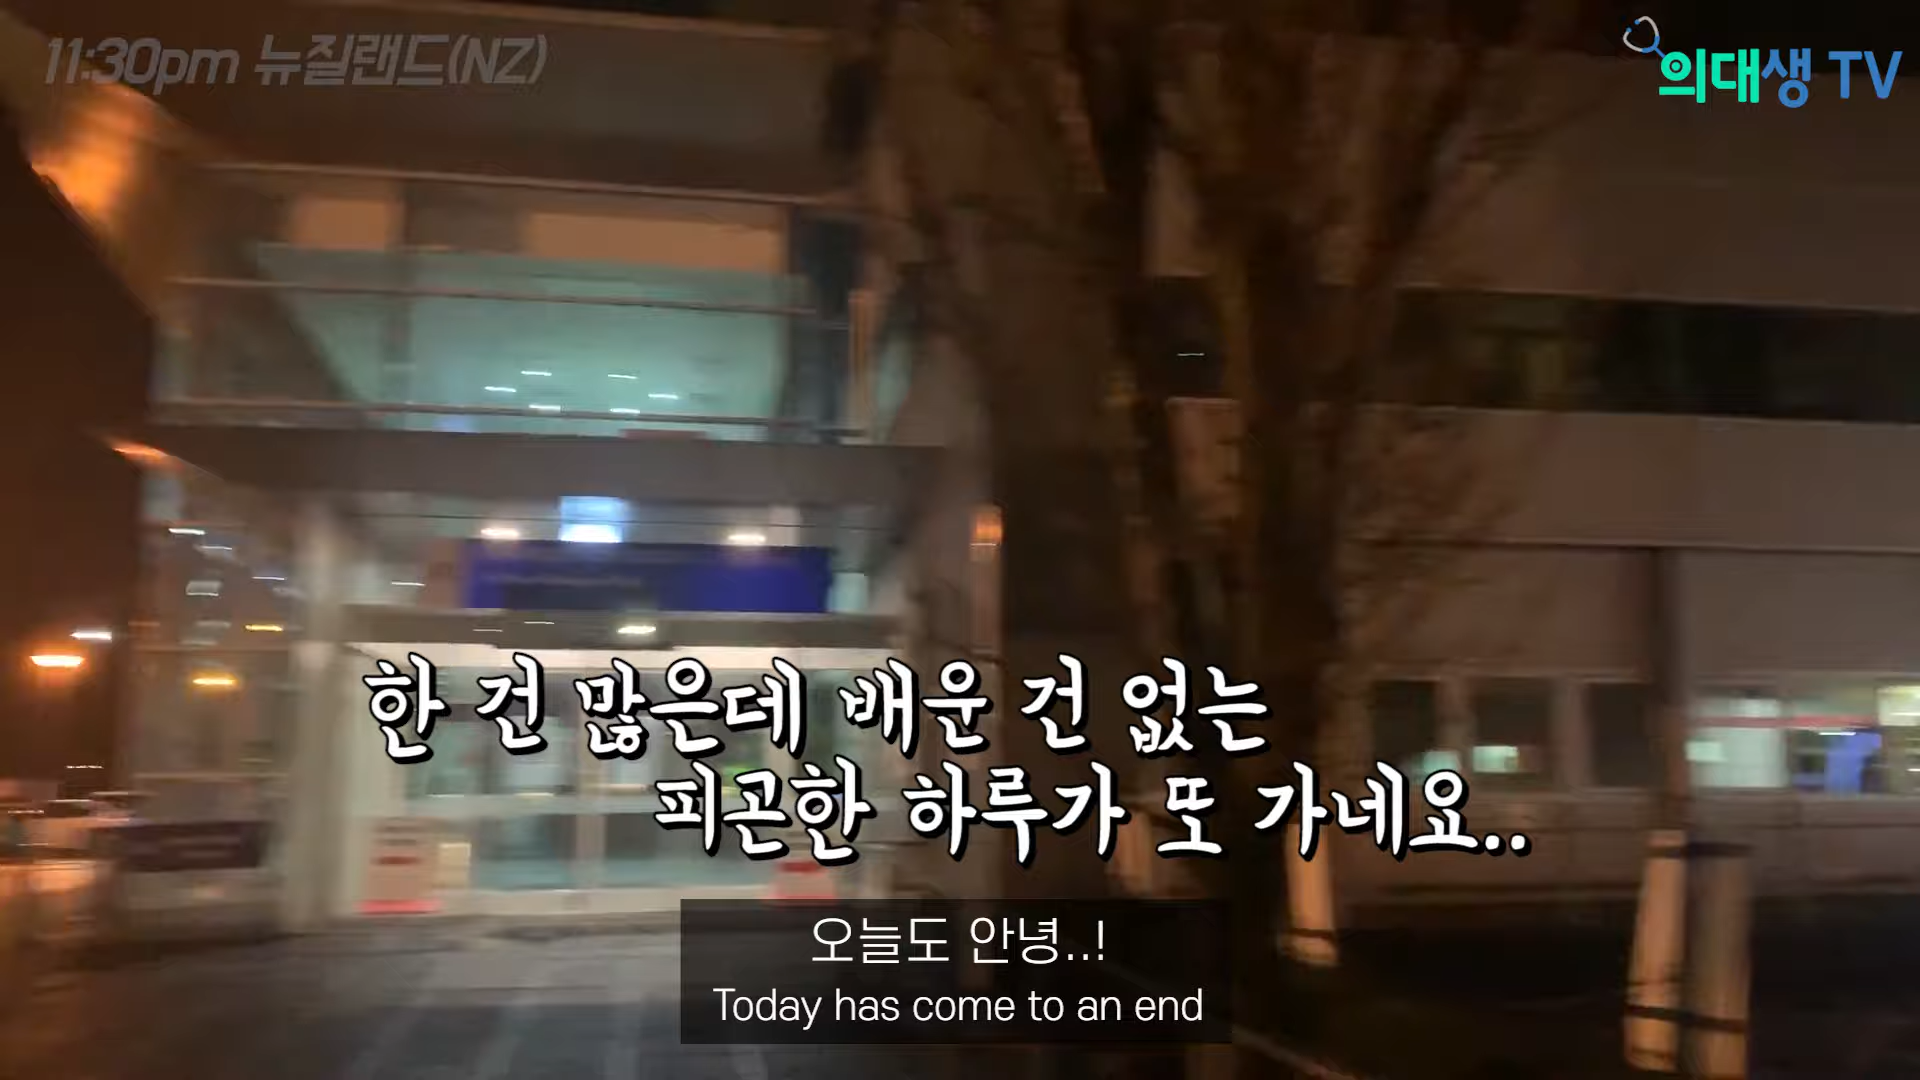 11:30pm 뉴질랜드(NZ)
의대생 TV
한 건 많은데 배운 건 없는
피곤한 하루가 또 가네요..
오늘도 안녕..!
Today has come to an end